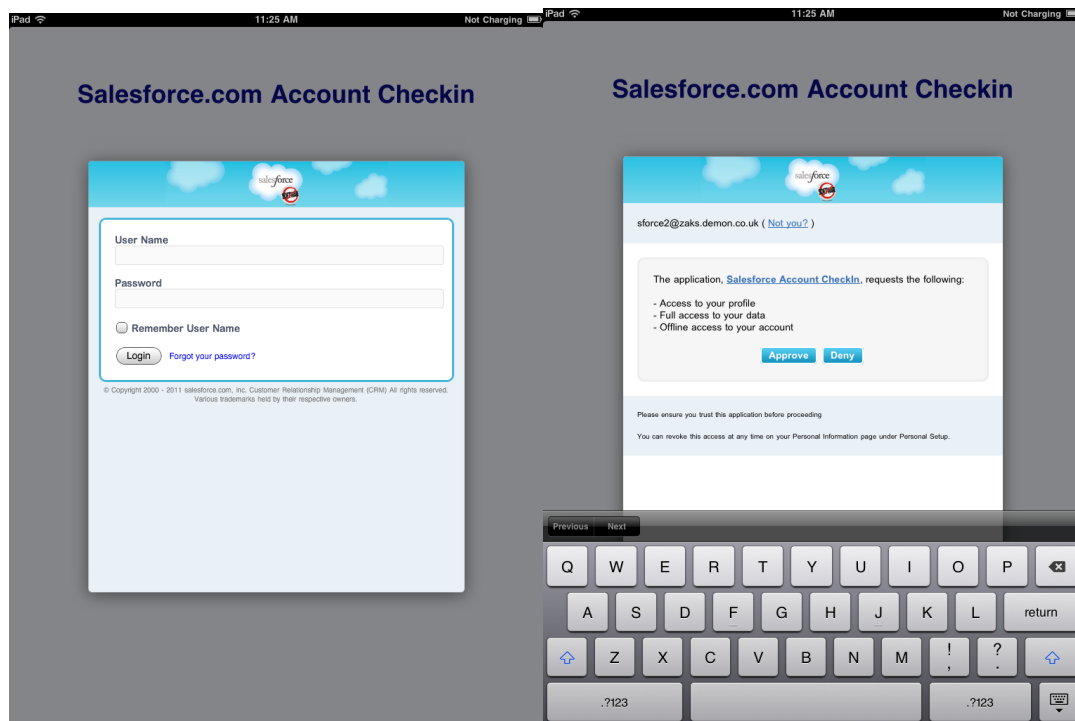 iPad 11:25 AM Not Charging
Salesforce.com Account Checkin
salesforce
User Name
Password
Remember User Name
Login Forgot your password?
© Copyright 2000 - 2011 salesforce.com, inc. Customer Relationship Management (CRM) All rights reserved.
Various trademarks held by their respective owners.
iPad 11:25 AM Not Charging
Salesforce.com Account Checkin
salesforce
sforce2@zaks.demon.co.uk ( Not you? )
The application, Salesforce Account CheckIn, requests the following:
- Access to your profile
- Full access to your data
- Offline access to your account
Approve Deny
Please ensure you trust this application before proceeding
You can revoke this access at any time on your Personal Information page under Personal Setup.
Previous Next
Q W E R T Y U I O P
A S D F G H J K L return
Z X C V B N M ! , ? .
.?123 .?123